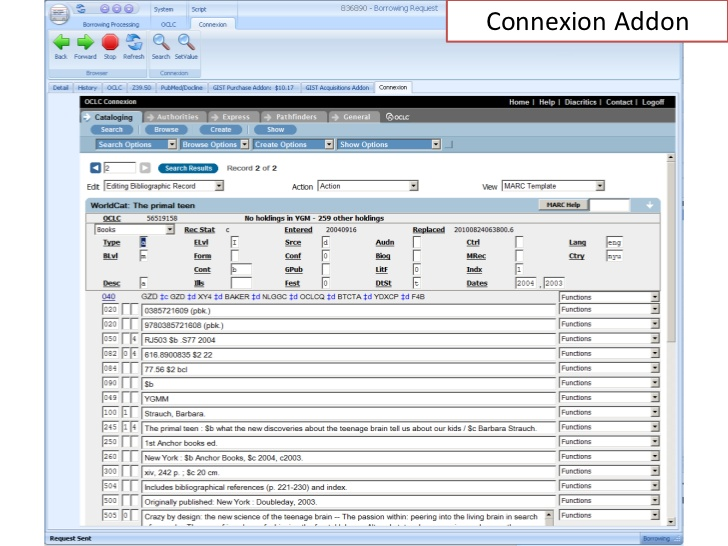 Connexion Addon
836890 - Borrowing Request
System Script
Borrowing Processing OCLC Connexion
Back Forward Stop Refresh Search SetValue
Browser Connexion
Detail History OCLC Z39.50 PubMed/Docline GIST Purchase Addon: $10.17 GIST Acquisitions Addon Connexion
OCLC Connexion Home | Help | Diacritics | Contact | Logoff
Cataloging Authorities Express Pathfinders General OCLC
Search Browse Create Show
Search Options Browse Options Create Options Show Options
2 Search Results Record 2 of 2
Edit Editing Bibliographic Record Action Action View MARC Template
WorldCat: The primal teen MARC Help
OCLC 56519158 No holdings in YGM - 259 other holdings
Books Rec Stat c Entered 20040916 Replaced 20100824063800.6
Type a ELvl I Srce d Audn Ctrl Lang eng
BLvl m Form Conf 0 Biog MRec Ctry nyu
Cont b GPub LitF 0 Indx 1
Desc a Ills Fest 0 DtSt t Dates 2004 , 2003
040 GZD ‡c GZD ‡d XY4 ‡d BAKER ‡d NLGGC ‡d OCLCQ ‡d BTCTA ‡d YDXCP ‡d F4B Functions
020 0385721609 (pbk.) Functions
020 9780385721608 (pbk.) Functions
050 4 RJ503 $b .S77 2004 Functions
082 0 4 616.8900835 $2 22 Functions
084 77.56 $2 bcl Functions
090 $b Functions
049 YGMM Functions
100 1 Strauch, Barbara. Functions
245 1 4 The primal teen : $b what the new discoveries about the teenage brain tell us about our kids / $c Barbara Strauch. Functions
250 1st Anchor books ed. Functions
260 New York : $b Anchor Books, $c 2004, c2003. Functions
300 xiv, 242 p. ; $c 20 cm. Functions
504 Includes bibliographical references (p. 221-230) and index. Functions
500 Originally published: New York : Doubleday, 2003. Functions
505 0 Crazy by design: the new science of the teenage brain -- The passion within: peering into the living brain in search Functions
Request Sent Borrowing